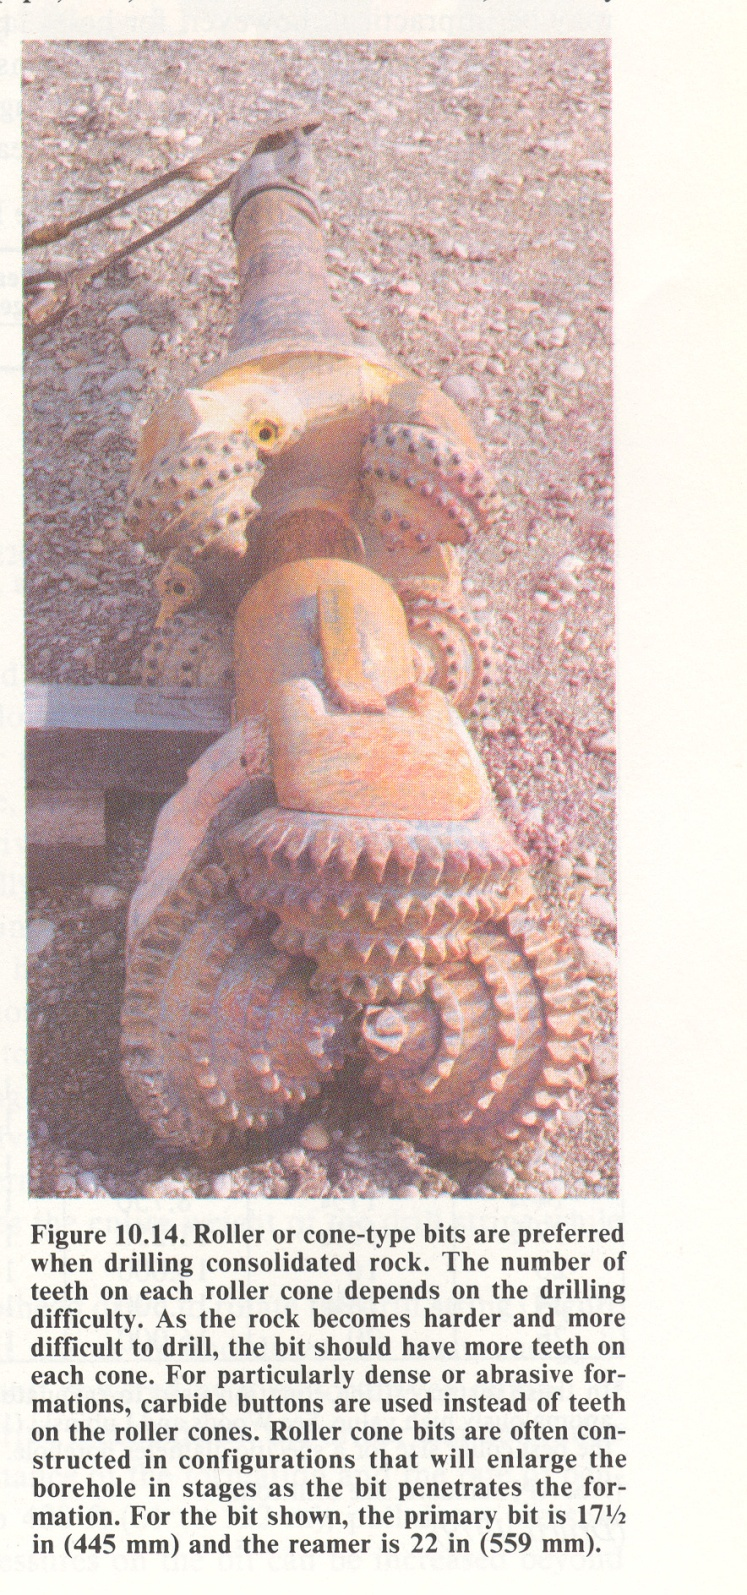 Figure 10.14. Roller or cone-type bits are preferred
when drilling consolidated rock. The number of
teeth on each roller cone depends on the drilling
difficulty. As the rock becomes harder and more
difficult to drill, the bit should have more teeth on
each cone. For particularly dense or abrasive for-
mations, carbide buttons are used instead of teeth
on the roller cones. Roller cone bits are often con-
structed in configurations that will enlarge the
borehole in stages as the bit penetrates the for-
mation. For the bit shown, the primary bit is 17½
in (445 mm) and the reamer is 22 in (559 mm).